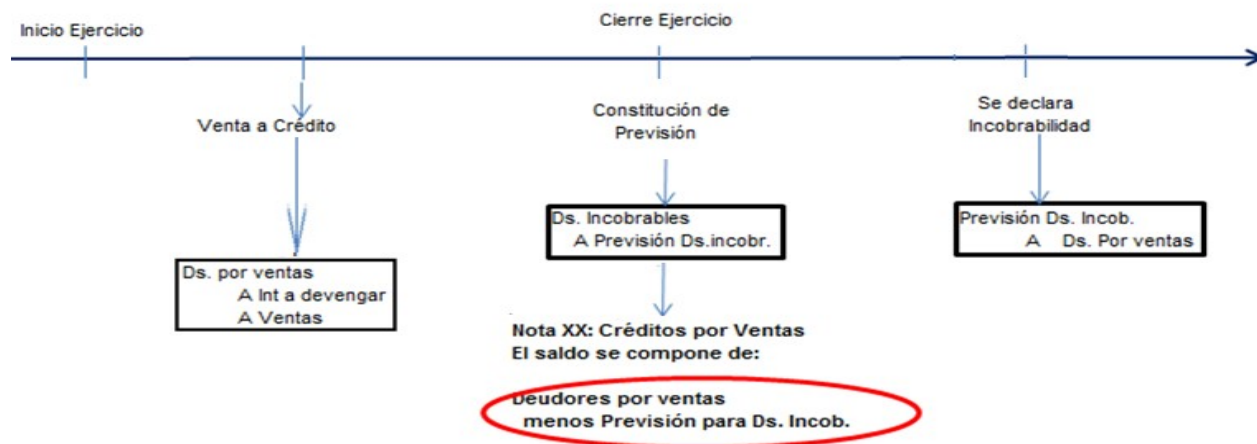 Inicio Ejercicio
Cierre Ejercicio
Venta a Crédito
Constitución de
Previsión
Se declara
Incobrabilidad
Ds. por ventas
A Int a devengar
A Ventas
Ds. Incobrables
A Previsión Ds.incobr.
Previsión Ds. Incob.
A Ds. Por ventas
Nota XX: Créditos por Ventas
El saldo se compone de:
Deudores por ventas
menos Previsión para Ds. Incob.